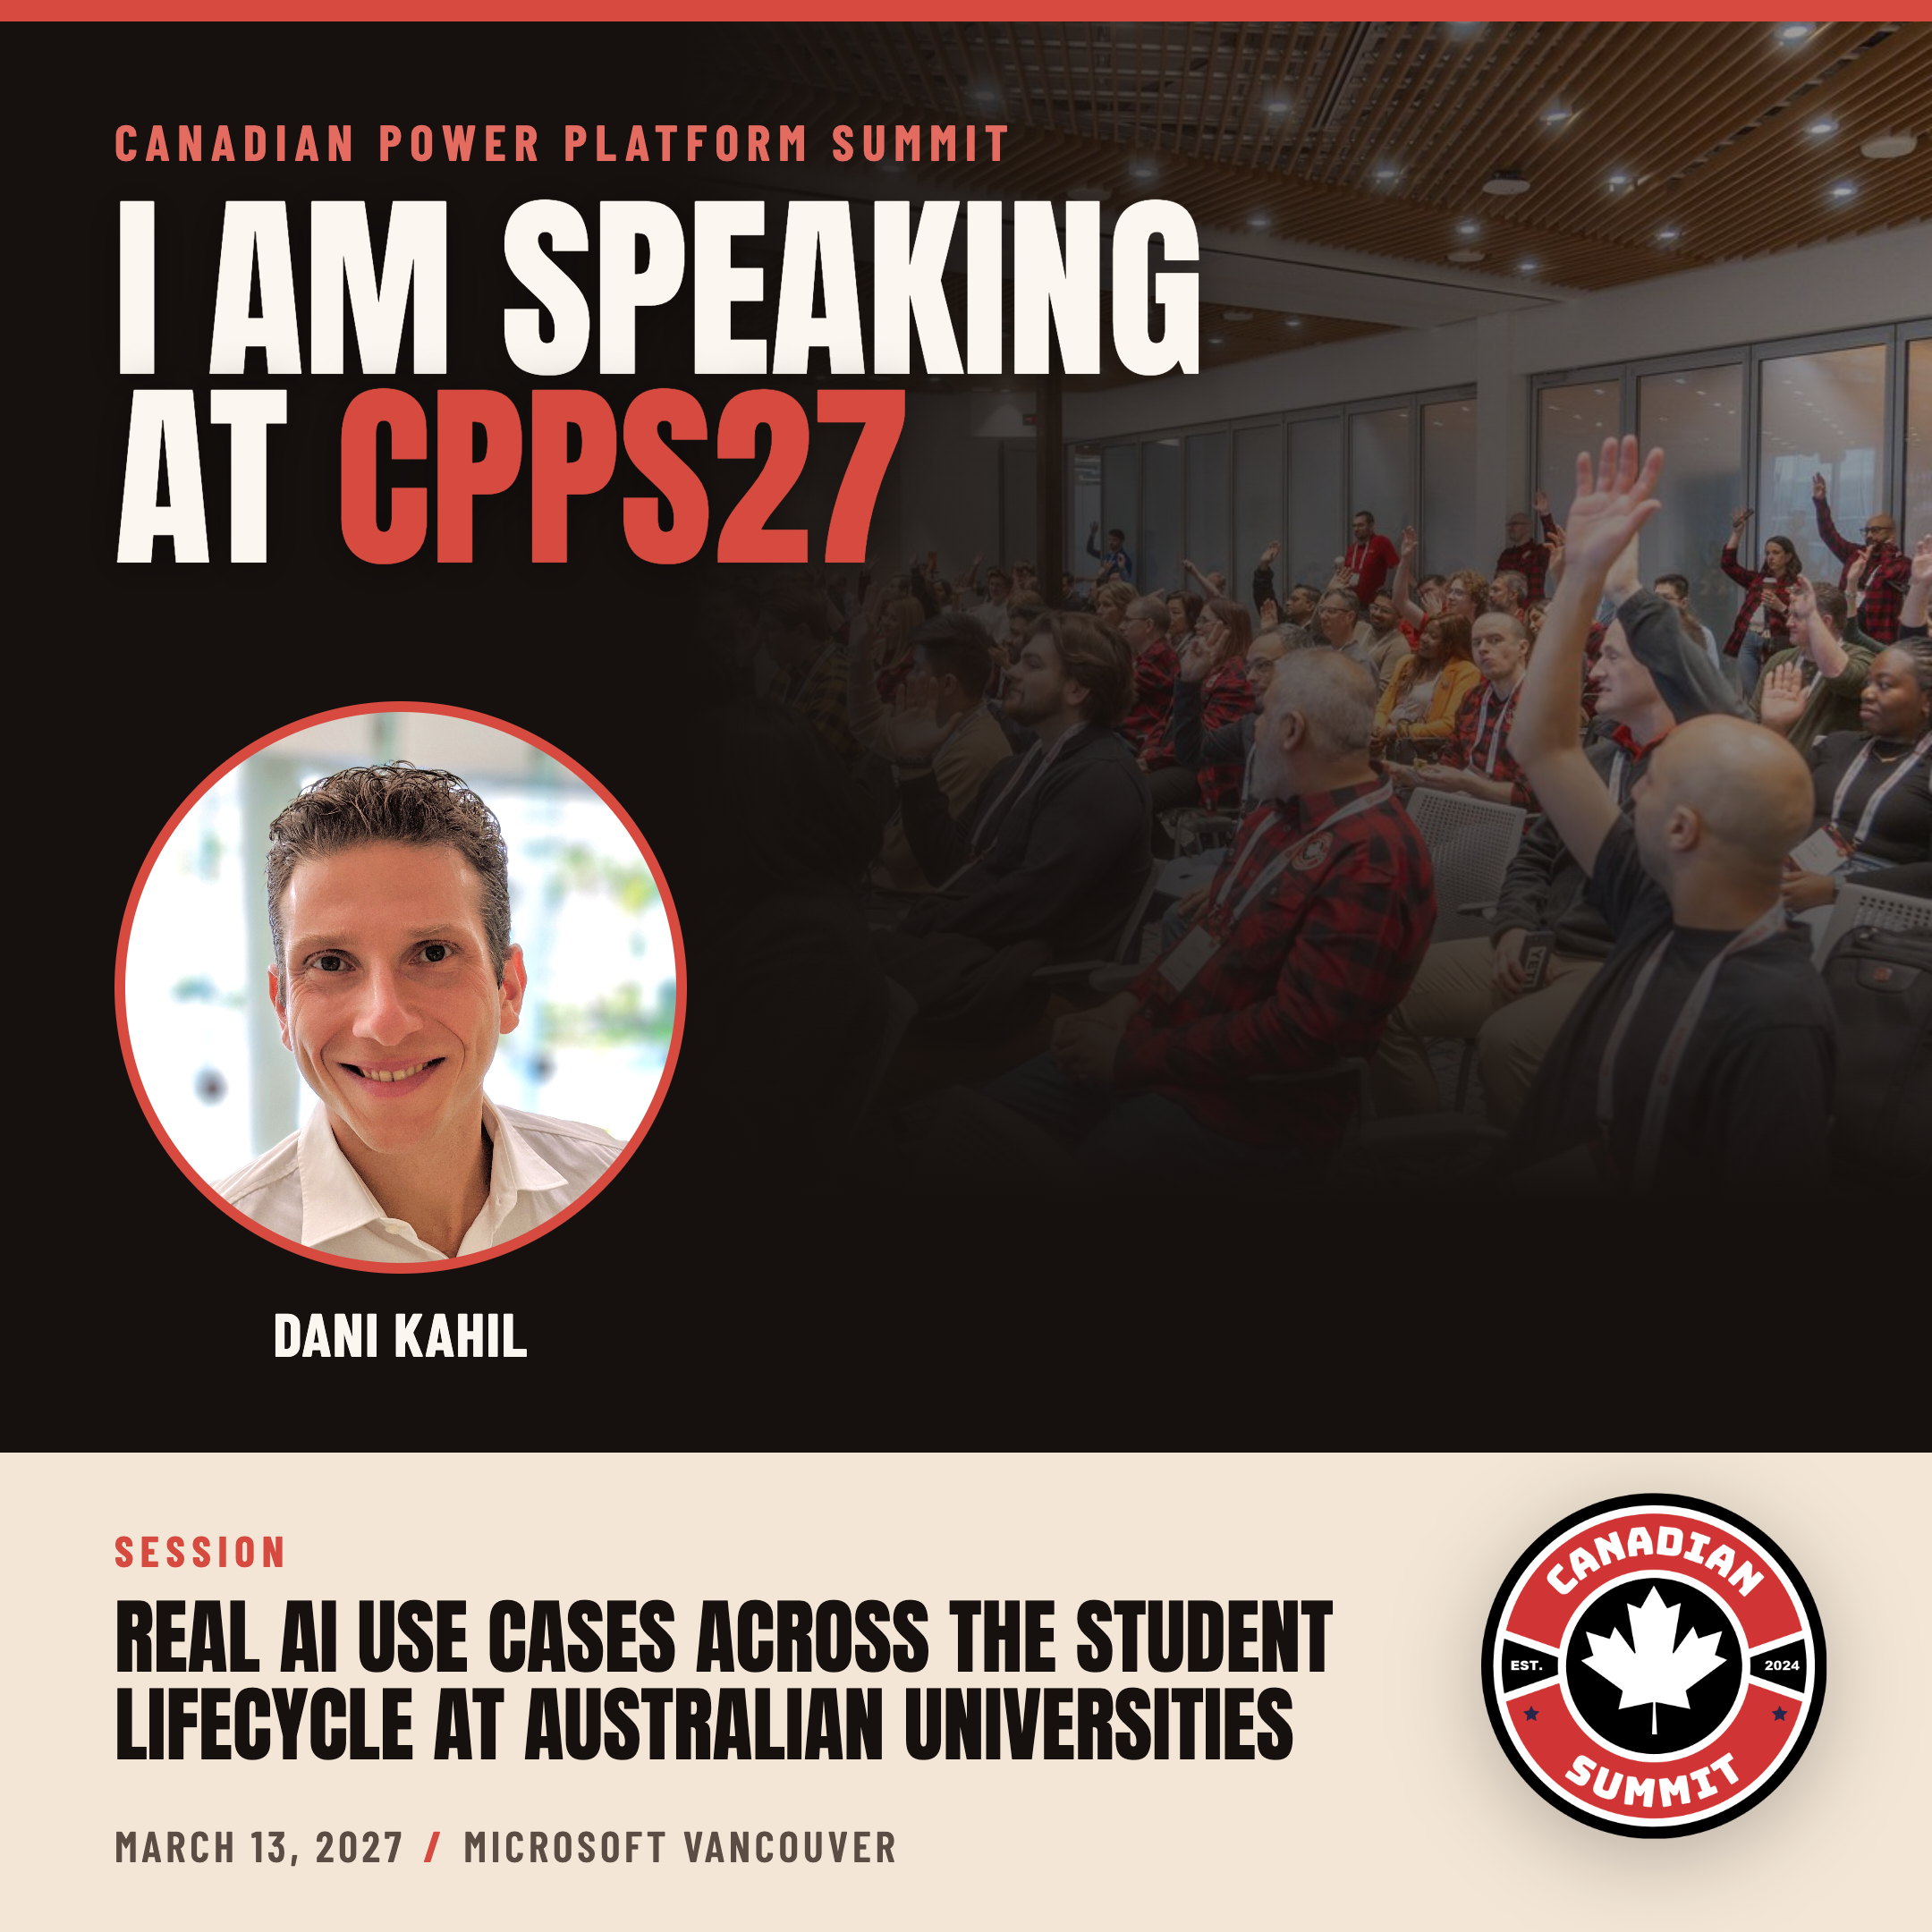 CANADIAN POWER PLATFORM SUMMIT
I AM SPEAKING
AT CPPS27
DANI KAHIL
SESSION
REAL AI USE CASES ACROSS THE STUDENT
LIFECYCLE AT AUSTRALIAN UNIVERSITIES
MARCH 13, 2027 / MICROSOFT VANCOUVER
CANADIAN
EST. 2024
SUMMIT